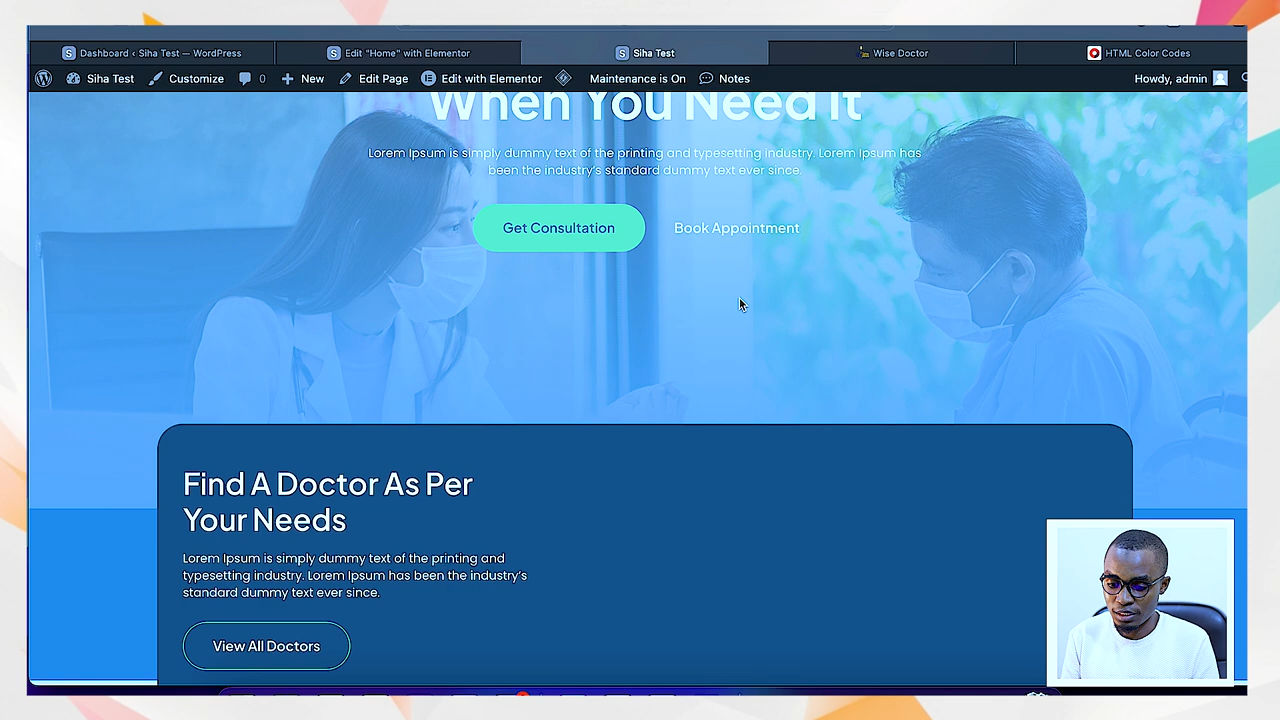 Dashboard ‹ Siha Test — WordPress
Edit "Home" with Elementor
Siha Test
Wise Doctor
HTML Color Codes
Siha Test
Customize
0
New
Edit Page
Edit with Elementor
Maintenance is On
Notes
Howdy, admin
When You Need It
Lorem Ipsum is simply dummy text of the printing and typesetting industry. Lorem Ipsum has
been the industry's standard dummy text ever since.
Get Consultation
Book Appointment
Find A Doctor As Per
Your Needs
Lorem Ipsum is simply dummy text of the printing and
typesetting industry. Lorem Ipsum has been the industry's
standard dummy text ever since.
View All Doctors